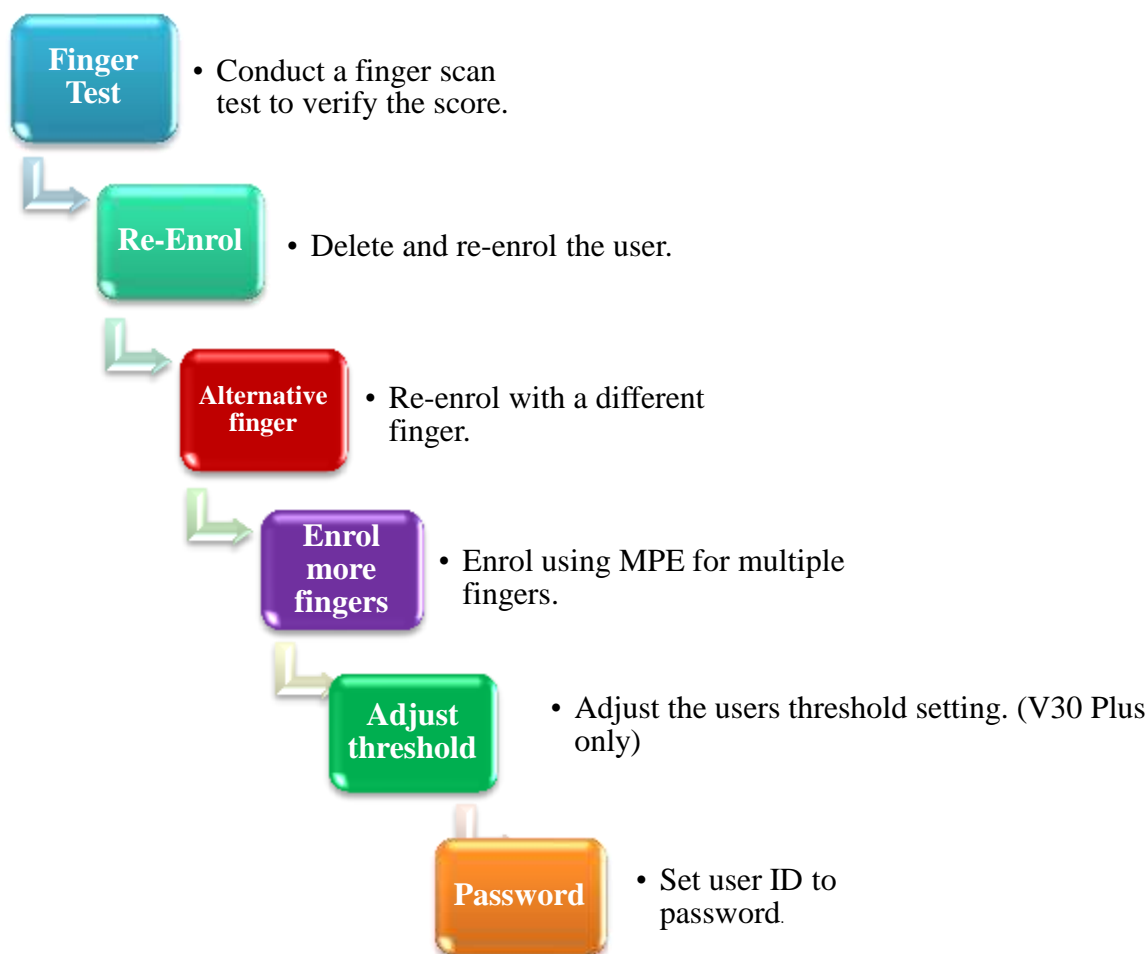 Finger
Test
• Conduct a finger scan
test to verify the score.
Re-Enrol
• Delete and re-enrol the user.
Alternative
finger
• Re-enrol with a different
finger.
Enrol
more
fingers
• Enrol using MPE for multiple
fingers.
Adjust
threshold
• Adjust the users threshold setting. (V30 Plus
only)
Password
• Set user ID to
password.